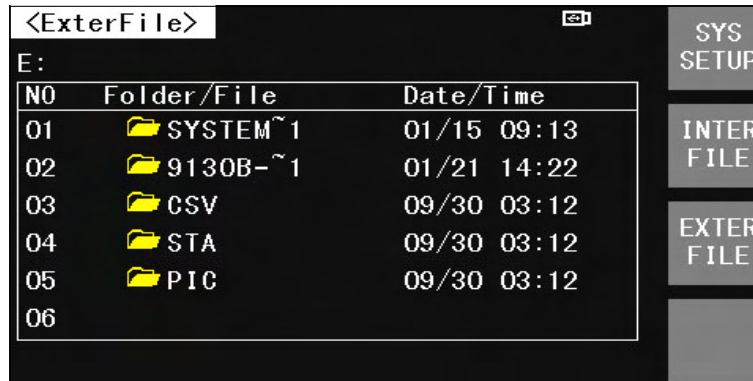 <ExterFile>
E:
NO Folder/File Date/Time
01 SYSTEM~1 01/15 09:13
02 9130B-~1 01/21 14:22
03 CSV 09/30 03:12
04 STA 09/30 03:12
05 PIC 09/30 03:12
06
SYS
SETUP
INTER
FILE
EXTER
FILE